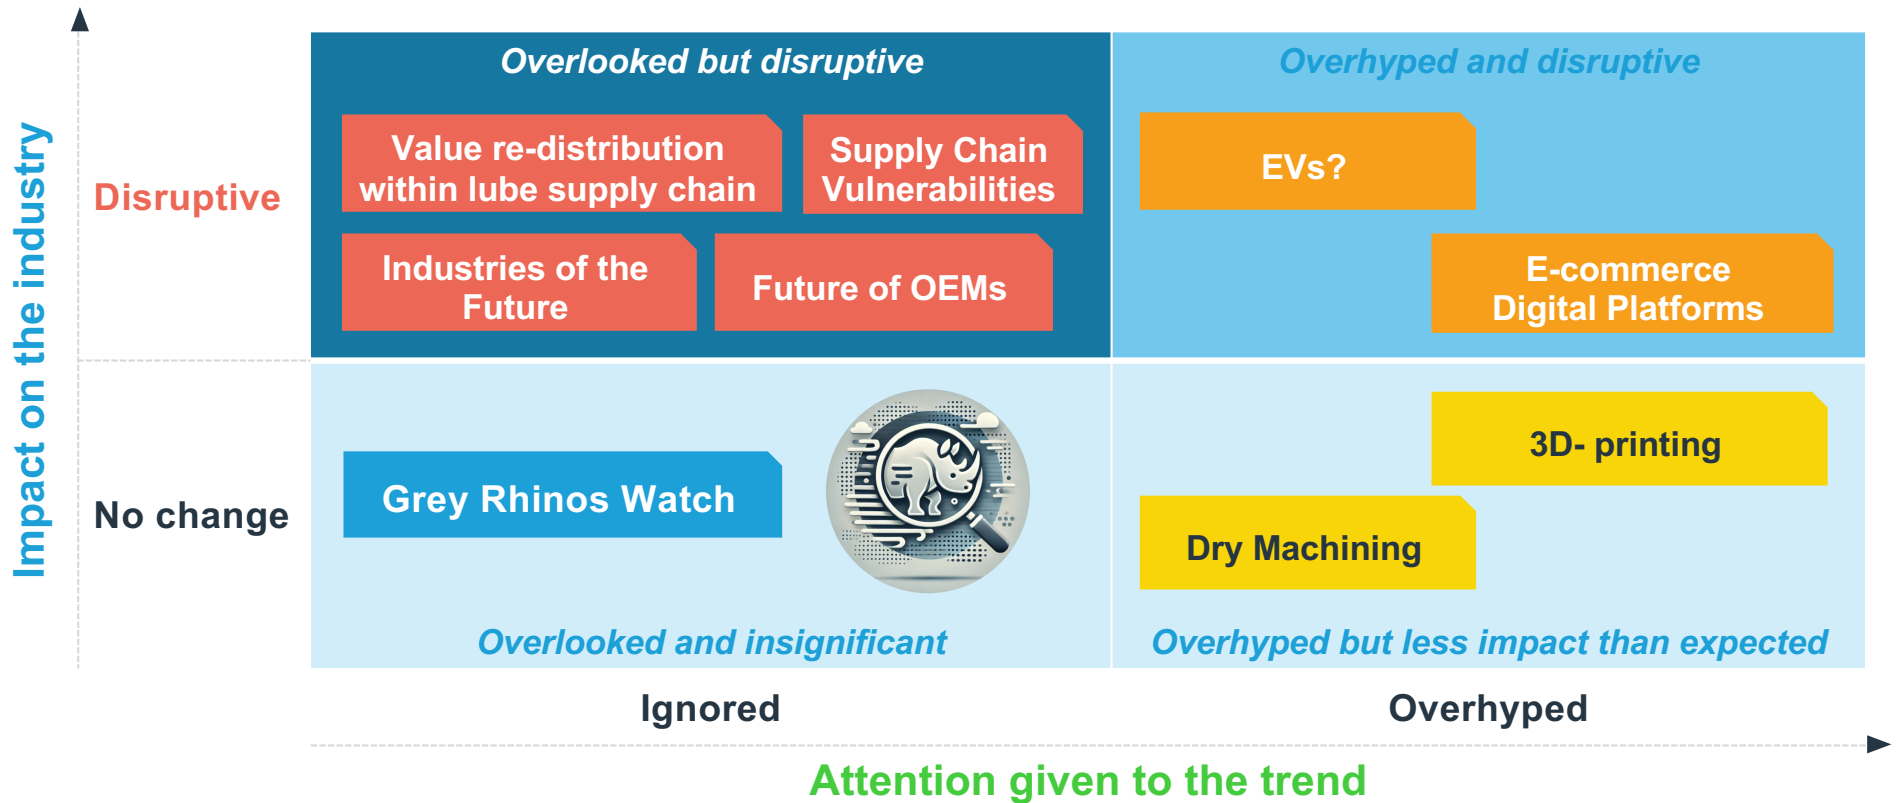 Impact on the industry
Disruptive
No change
Overlooked but disruptive
Value re-distribution
within lube supply chain
Supply Chain
Vulnerabilities
Industries of the
Future
Future of OEMs
Overhyped and disruptive
EVs?
E-commerce
Digital Platforms
Grey Rhinos Watch
Overlooked and insignificant
3D- printing
Dry Machining
Overhyped but less impact than expected
Ignored
Overhyped
Attention given to the trend